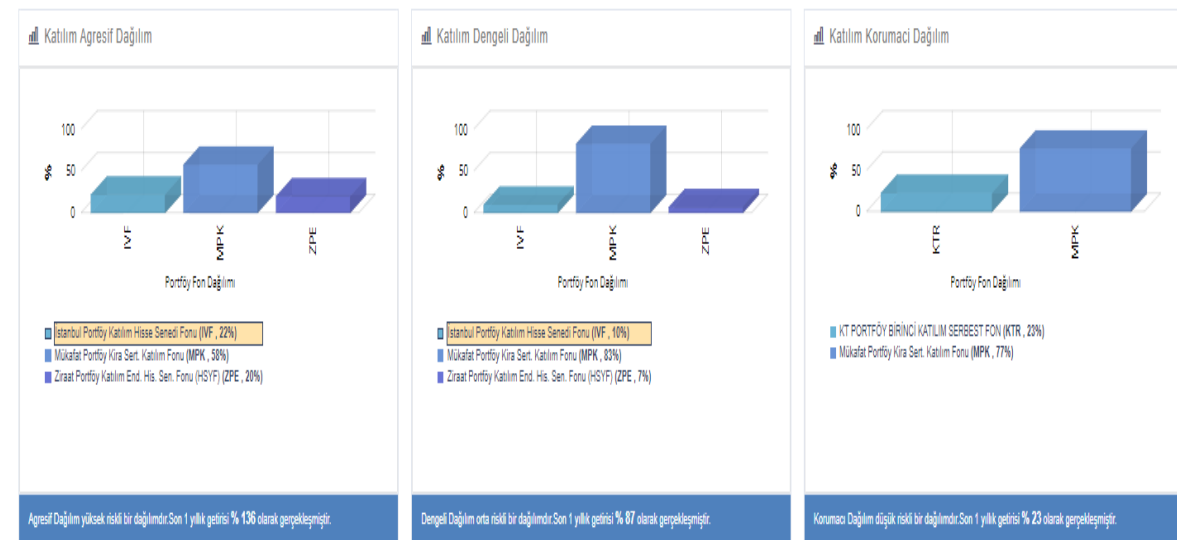 Katılım Agresif Dağılım
100
50
0
%
IVF
MPK
ZPE
Portföy Fon Dağılımı
İstanbul Portföy Katılım Hisse Senedi Fonu (IVF , 22%)
Mükafat Portföy Kira Sert. Katılım Fonu (MPK , 58%)
Ziraat Portföy Katılım End. His. Sen. Fonu (HSYF) (ZPE , 20%)
Agresif Dağılım yüksek riskli bir dağılımdır.Son 1 yıllık getirisi % 136 olarak gerçekleşmiştir.
Katılım Dengeli Dağılım
100
50
0
%
IVF
MPK
ZPE
Portföy Fon Dağılımı
İstanbul Portföy Katılım Hisse Senedi Fonu (IVF , 10%)
Mükafat Portföy Kira Sert. Katılım Fonu (MPK , 83%)
Ziraat Portföy Katılım End. His. Sen. Fonu (HSYF) (ZPE , 7%)
Dengeli Dağılım orta riskli bir dağılımdır.Son 1 yıllık getirisi % 87 olarak gerçekleşmiştir.
Katılım Korumaci Dağılım
100
50
0
%
KTR
MPK
Portföy Fon Dağılımı
KT PORTFÖY BİRİNCİ KATILIM SERBEST FON (KTR , 23%)
Mükafat Portföy Kira Sert. Katılım Fonu (MPK , 77%)
Korumacı Dağılım düşük riskli bir dağılımdır.Son 1 yıllık getirisi % 23 olarak gerçekleşmiştir.